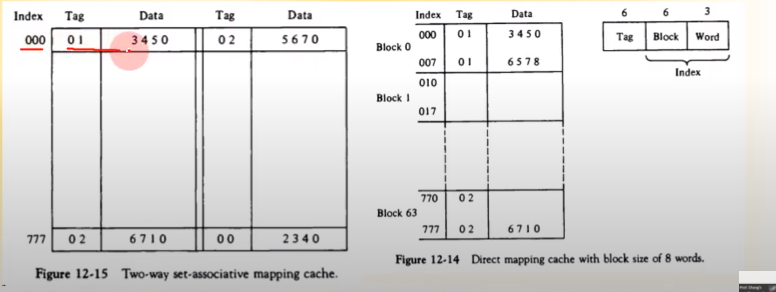 Index Tag Data Tag Data
000 01 3450 02 5670
777 02 6710 00 2340
Figure 12-15 Two-way set-associative mapping cache.
Index Tag Data
Block 0
000 01 3450
007 01 6578
Block 1
010
017
Block 63
770 02
777 02 6710
Figure 12-14 Direct mapping cache with block size of 8 words.
6 6 3
Tag Block Word
Index